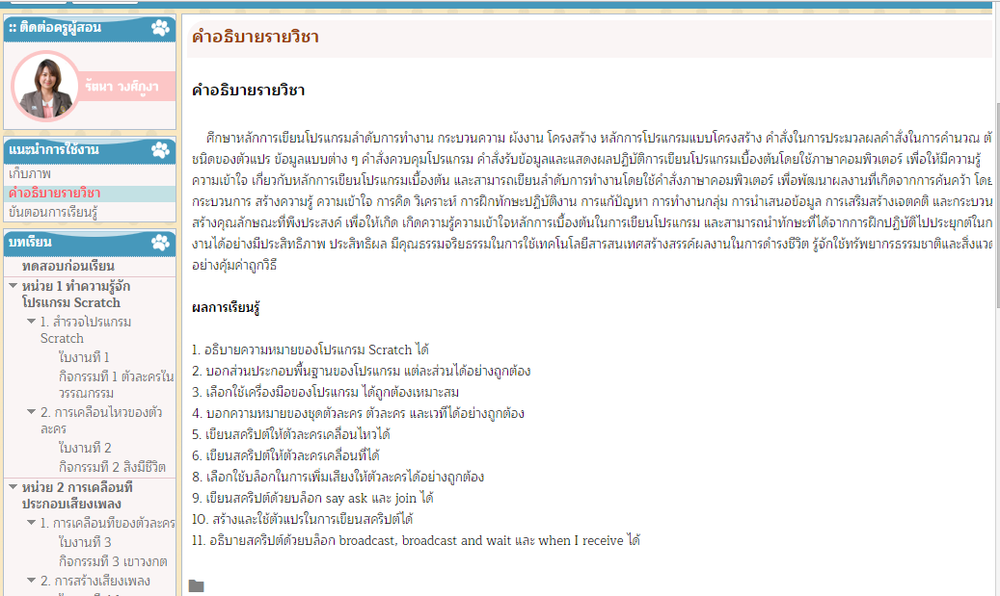 :: ติดต่อครูผู้สอน
รัตนา วงศ์ภูงา
แนะนำการใช้งาน
เก็บภาพ
คำอธิบายรายวิชา
ขั้นตอนการเรียนรู้
บทเรียน
ทดสอบก่อนเรียน
หน่วย 1 ทำความรู้จัก
โปรแกรม Scratch
1. สำรวจโปรแกรม
Scratch
ใบงานที่ 1
กิจกรรมที่ 1 ตัวละครใน
วรรณกรรม
2. การเคลื่อนไหวของตัว
ละคร
ใบงานที่ 2
กิจกรรมที่ 2 สิ่งมีชีวิต
หน่วย 2 การเคลื่อนที่
ประกอบเสียงเพลง
1. การเคลื่อนที่ของตัวละคร
ใบงานที่ 3
กิจกรรมที่ 3 เขาวงกต
2. การสร้างเสียงเพลง
คำอธิบายรายวิชา
คำอธิบายรายวิชา
ศึกษาหลักการเขียนโปรแกรมลำดับการทำงาน กระบวนความ ผังงาน โครงสร้าง หลักการโปรแกรมแบบโครงสร้าง คำสั่งในการประมวลผลคำสั่งในการคำนวณ ตั
ชนิดของตัวแปร ข้อมูลแบบต่าง ๆ คำสั่งควบคุมโปรแกรม คำสั่งรับข้อมูลและแสดงผลปฏิบัติการเขียนโปรแกรมเบื้องต้นโดยใช้ภาษาคอมพิวเตอร์ เพื่อให้มีความรู้
ความเข้าใจ เกี่ยวกับหลักการเขียนโปรแกรมเบื้องต้น และสามารถเขียนลำดับการทำงานโดยใช้คำสั่งภาษาคอมพิวเตอร์ เพื่อพัฒนาผลงานที่เกิดจากการค้นคว้า โดย
กระบวนการ สร้างความรู้ ความเข้าใจ การคิด วิเคราะห์ การฝึกทักษะปฏิบัติงาน การแก้ปัญหา การทำงานกลุ่ม การนำเสนอข้อมูล การเสริมสร้างเจตคติ และกระบวน
สร้างคุณลักษณะที่พึงประสงค์ เพื่อให้เกิด เกิดความรู้ความเข้าใจหลักการเบื้องต้นในการเขียนโปรแกรม และสามารถนำทักษะที่ได้จากการฝึกปฏิบัติไปประยุกต์ในก
งานได้อย่างมีประสิทธิภาพ ประสิทธิผล มีคุณธรรมจริยธรรมในการใช้เทคโนโลยีสารสนเทศสร้างสรรค์ผลงานในการดำรงชีวิต รู้จักใช้ทรัพยากรธรรมชาติและสิ่งแวด
อย่างคุ้มค่าถูกวิธี
ผลการเรียนรู้
1. อธิบายความหมายของโปรแกรม Scratch ได้
2. บอกส่วนประกอบพื้นฐานของโปรแกรม แต่ละส่วนได้อย่างถูกต้อง
3. เลือกใช้เครื่องมือของโปรแกรม ได้ถูกต้องเหมาะสม
4. บอกความหมายของชุดตัวละคร ตัวละคร และเวทีได้อย่างถูกต้อง
5. เขียนสคริปต์ให้ตัวละครเคลื่อนไหวได้
6. เขียนสคริปต์ให้ตัวละครเคลื่อนที่ได้
8. เลือกใช้บล็อกในการเพิ่มเสียงให้ตัวละครได้อย่างถูกต้อง
9. เขียนสคริปต์ด้วยบล็อก say ask และ join ได้
10. สร้างและใช้ตัวแปรในการเขียนสคริปต์ได้
11. อธิบายสคริปต์ด้วยบล็อก broadcast, broadcast and wait และ when I receive ได้